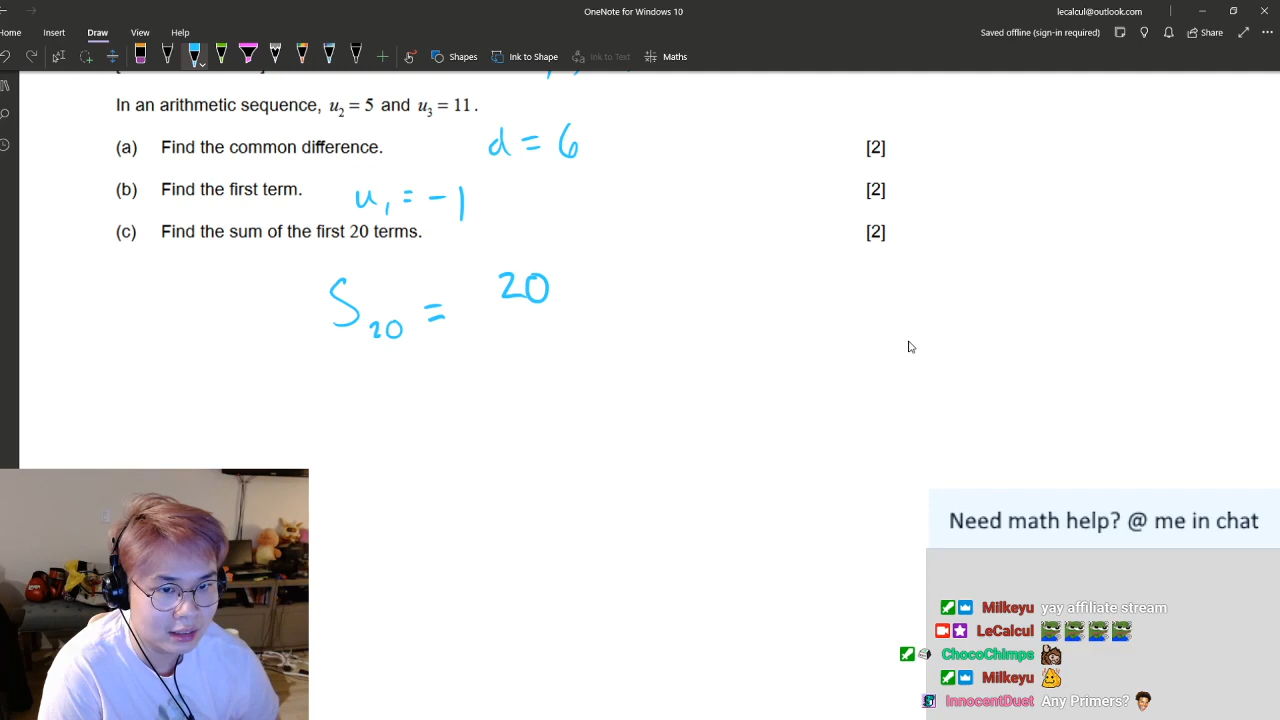 OneNote for Windows 10
lecalcul@outlook.com
Home Insert Draw View Help
Saved offline (sign-in required)
Share
Shapes
Ink to Shape
Ink to Text
Maths
In an arithmetic sequence, u₂ = 5 and u₃ = 11.
(a) Find the common difference. [2]
d = 6
(b) Find the first term. [2]
u₁ = -1
(c) Find the sum of the first 20 terms. [2]
S₂₀ = 20
Need math help? @ me in chat
Milkeyu yay affiliate stream
LeCalcul
ChocoChimps
Milkeyu
InnocentDuet Any Primers?